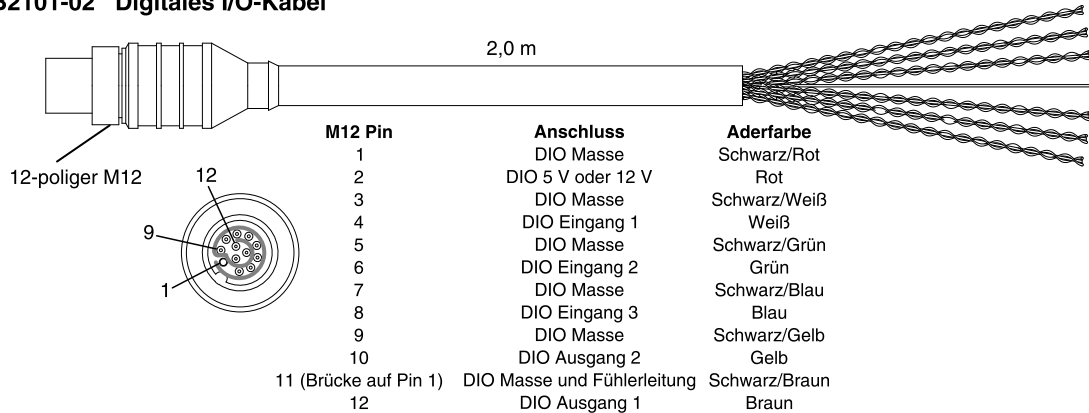 Digitales I/O-Kabel
2,0 m
12-poliger M12
12
9
1
M12 Pin Anschluss Aderfarbe
1 DIO Masse Schwarz/Rot
2 DIO 5 V oder 12 V Rot
3 DIO Masse Schwarz/Weiß
4 DIO Eingang 1 Weiß
5 DIO Masse Schwarz/Grün
6 DIO Eingang 2 Grün
7 DIO Masse Schwarz/Blau
8 DIO Eingang 3 Blau
9 DIO Masse Schwarz/Gelb
10 DIO Ausgang 2 Gelb
11 (Brücke auf Pin 1) DIO Masse und Fühlerleitung Schwarz/Braun
12 DIO Ausgang 1 Braun